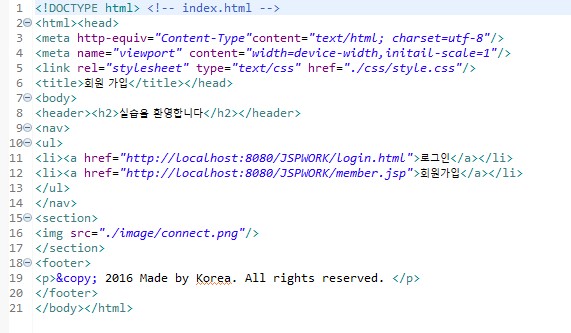 1 <!DOCTYPE html> <!-- index.html -->
2 <html><head>
3 <meta http-equiv="Content-Type"content="text/html; charset=utf-8"/>
4 <meta name="viewport" content="width=device-width,initail-scale=1"/>
5 <link rel="stylesheet" type="text/css" href="./css/style.css"/>
6 <title>회원 가입</title></head>
7 <body>
8 <header><h2>실습을 환영합니다</h2></header>
9 <nav>
10 <ul>
11 <li><a href="http://localhost:8080/JSPWORK/login.html">로그인</a></li>
12 <li><a href="http://localhost:8080/JSPWORK/member.jsp">회원가입</a></li>
13 </ul>
14 </nav>
15 <section>
16 <img src="./image/connect.png"/>
17 </section>
18 <footer>
19 <p>&copy; 2016 Made by Korea. All rights reserved. </p>
20 </footer>
21 </body></html>